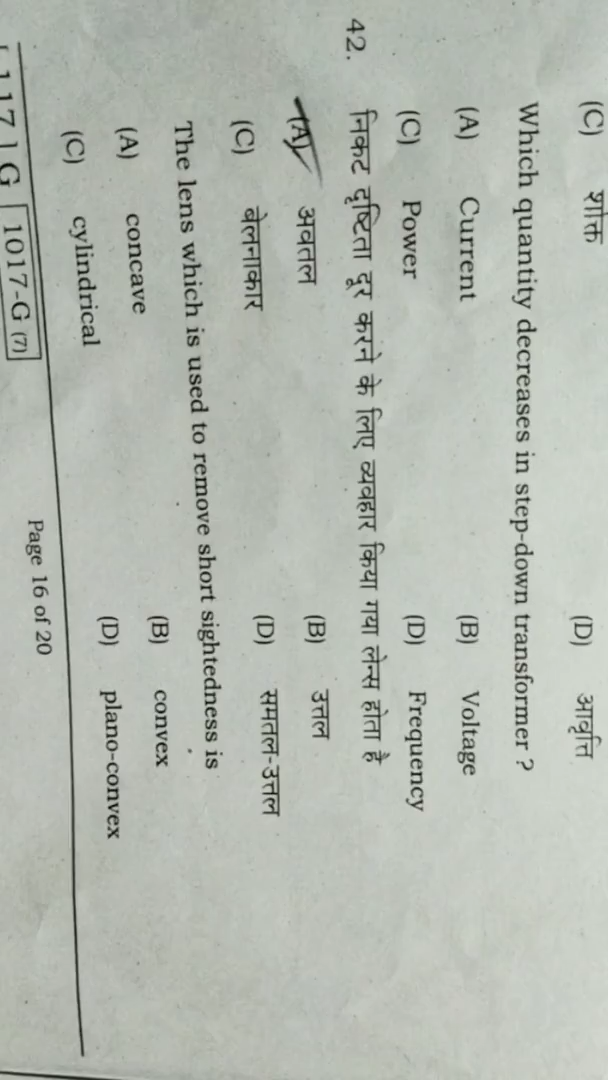 (C) शक्ति (D) आवृत्ति
Which quantity decreases in step-down transformer ?
(A) Current (B) Voltage
(C) Power (D) Frequency
42. निकट दृष्टिता दूर करने के लिए व्यवहार किया गया लेन्स होता है
(A) अवतल (B) उत्तल
(C) बेलनाकार (D) समतल-उत्तल
The lens which is used to remove short sightedness is
(A) concave (B) convex
(C) cylindrical (D) plano-convex
[ 117 ] G 1017-G (7) Page 16 of 20